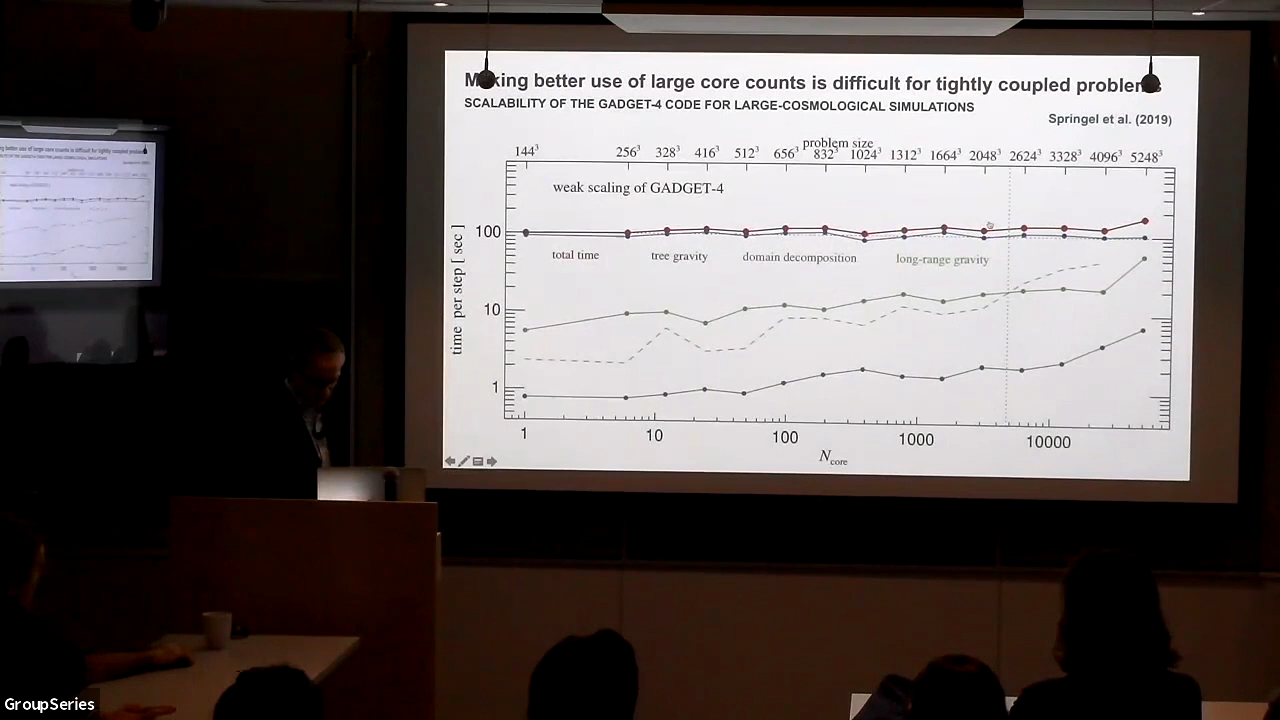 Making better use of large core counts is difficult for tightly coupled problems
SCALABILITY OF THE GADGET-4 CODE FOR LARGE-COSMOLOGICAL SIMULATIONS
Springel et al. (2019)
problem size
144³ 256³ 328³ 416³ 512³ 656³ 832³ 1024³ 1312³ 1664³ 2048³ 2624³ 3328³ 4096³ 5248³
weak scaling of GADGET-4
100
total time tree gravity domain decomposition long-range gravity
time per step [ sec ]
10
1
1 10 100 1000 10000
Ncore
GroupSeries